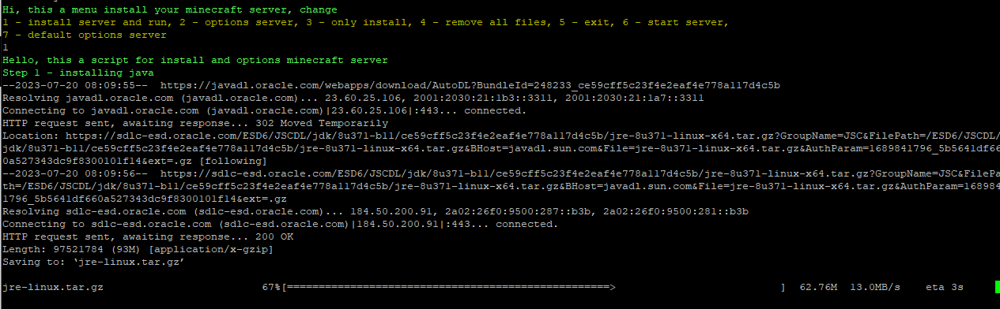 Hi, this a menu install your minecraft server, change
1 - install server and run, 2 - options server, 3 - only install, 4 - remove all files, 5 - exit, 6 - start server,
7 - default options server
1
Hello, this a script for install and options minecraft server
Step 1 - installing java
--2023-07-20 08:09:55--  https://javadl.oracle.com/webapps/download/AutoDL?BundleId=248233_ce59cff5c23f4e2eaf4e778a117d4c5b
Resolving javadl.oracle.com (javadl.oracle.com)... 23.60.25.106, 2001:2030:21:1b3::3311, 2001:2030:21:1a7::3311
Connecting to javadl.oracle.com (javadl.oracle.com)|23.60.25.106|:443... connected.
HTTP request sent, awaiting response... 302 Moved Temporarily
Location: https://sdlc-esd.oracle.com/ESD6/JSCDL/jdk/8u371-b11/ce59cff5c23f4e2eaf4e778a117d4c5b/jre-8u371-linux-x64.tar.gz?GroupName=JSC&FilePath=/ESD6/JSCDL/
jdk/8u371-b11/ce59cff5c23f4e2eaf4e778a117d4c5b/jre-8u371-linux-x64.tar.gz&BHost=javadl.sun.com&File=jre-8u371-linux-x64.tar.gz&AuthParam=1689841796_5b5641df66
0a527343dc9f8300101f14&ext=.gz [following]
--2023-07-20 08:09:56--  https://sdlc-esd.oracle.com/ESD6/JSCDL/jdk/8u371-b11/ce59cff5c23f4e2eaf4e778a117d4c5b/jre-8u371-linux-x64.tar.gz?GroupName=JSC&FilePa
th=/ESD6/JSCDL/jdk/8u371-b11/ce59cff5c23f4e2eaf4e778a117d4c5b/jre-8u371-linux-x64.tar.gz&BHost=javadl.sun.com&File=jre-8u371-linux-x64.tar.gz&AuthParam=168984
1796_5b5641df660a527343dc9f8300101f14&ext=.gz
Resolving sdlc-esd.oracle.com (sdlc-esd.oracle.com)... 184.50.200.91, 2a02:26f0:9500:287::b3b, 2a02:26f0:9500:281::b3b
Connecting to sdlc-esd.oracle.com (sdlc-esd.oracle.com)|184.50.200.91|:443... connected.
HTTP request sent, awaiting response... 200 OK
Length: 97521784 (93M) [application/x-gzip]
Saving to: ‘jre-linux.tar.gz’
jre-linux.tar.gz 67%[===================================================> ] 62.76M 13.0MB/s eta 3s